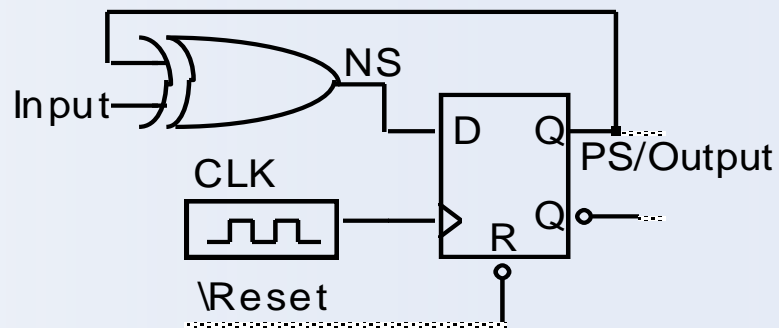 NS
Input
D
Q
PS/Output
CLK
Q
R
\Reset